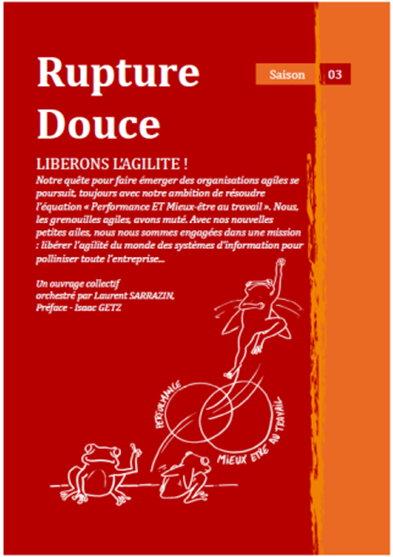 Rupture
Douce
Saison 03
LIBERONS L'AGILITE !
Notre quête pour faire émerger des organisations agiles se
poursuit, toujours avec notre ambition de résoudre
l'équation « Performance ET Mieux-être au travail ». Nous,
les grenouilles agiles, avons muté. Avec nos nouvelles
petites ailes, nous nous sommes engagées dans une mission
: libérer l'agilité du monde des systèmes d'information pour
polliniser toute l'entreprise...
Un ouvrage collectif
orchestré par Laurent SARRAZIN,
Préface - Isaac GETZ
PERFORMANCE
MIEUX ETRE AU TRAVAIL